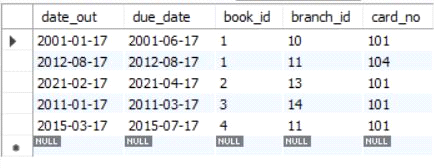 date_out due_date book_id branch_id card_no
2001-01-17 2001-06-17 1 10 101
2012-08-17 2012-08-17 1 11 104
2021-02-17 2021-04-17 2 13 101
2011-01-17 2011-03-17 3 14 101
2015-03-17 2015-07-17 4 11 101
NULL NULL NULL NULL NULL